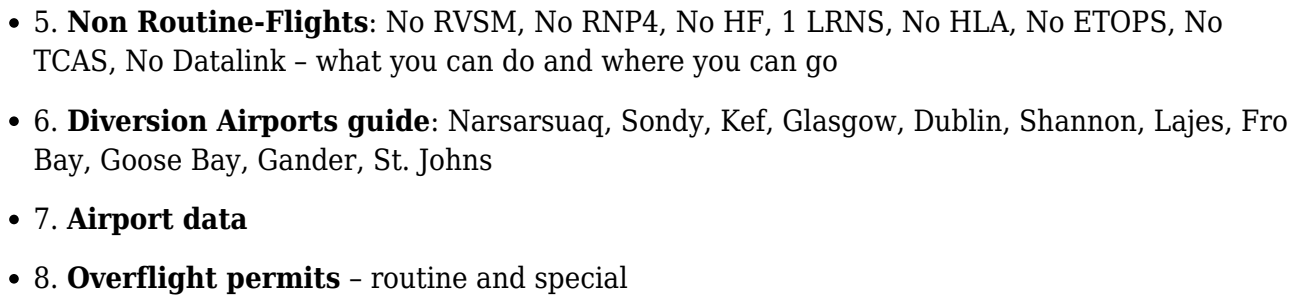 • 5. Non Routine-Flights: No RVSM, No RNP4, No HF, 1 LRNS, No HLA, No ETOPS, No
TCAS, No Datalink – what you can do and where you can go
• 6. Diversion Airports guide: Narsarsuaq, Sondy, Kef, Glasgow, Dublin, Shannon, Lajes, Fro
Bay, Goose Bay, Gander, St. Johns
• 7. Airport data
• 8. Overflight permits – routine and special